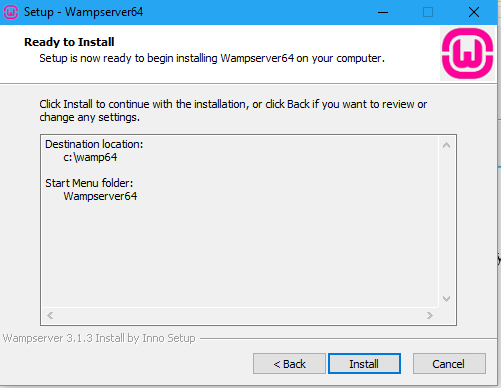 Setup - Wampserver64
Ready to Install
Setup is now ready to begin installing Wampserver64 on your computer.
Click Install to continue with the installation, or click Back if you want to review or
change any settings.
Destination location:
c:\wamp64
Start Menu folder:
Wampserver64
Wampserver 3.1.3 Install by Inno Setup
< Back
Install
Cancel